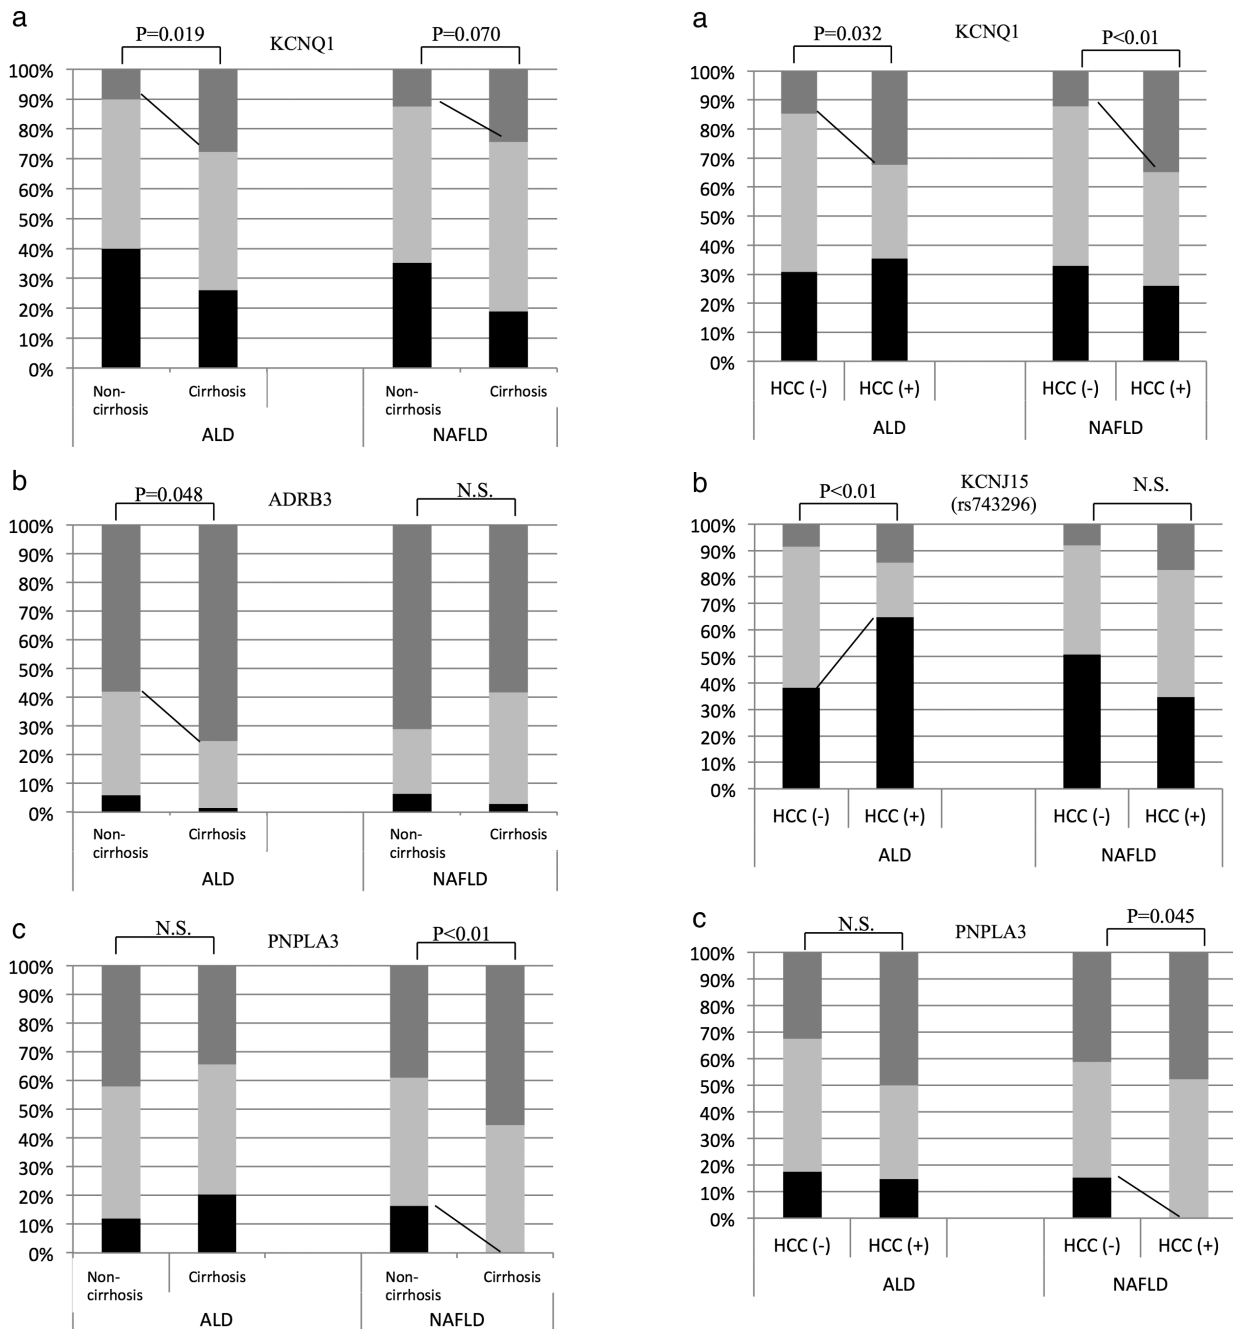 a
P=0.019
KCNQ1
P=0.070
100%
90%
80%
70%
60%
50%
40%
30%
20%
10%
0%
Non-
cirrhosis
Cirrhosis
Non-
cirrhosis
Cirrhosis
ALD
NAFLD
b
P=0.048
ADRB3
N.S.
100%
90%
80%
70%
60%
50%
40%
30%
20%
10%
0%
Non-
cirrhosis
Cirrhosis
Non-
cirrhosis
Cirrhosis
ALD
NAFLD
c
N.S.
PNPLA3
P<0.01
100%
90%
80%
70%
60%
50%
40%
30%
20%
10%
0%
Non-
cirrhosis
Cirrhosis
Non-
cirrhosis
Cirrhosis
ALD
NAFLD
a
P=0.032
KCNQ1
P<0.01
100%
90%
80%
70%
60%
50%
40%
30%
20%
10%
0%
HCC (-)
HCC (+)
HCC (-)
HCC (+)
ALD
NAFLD
b
P<0.01
KCNJ15
(rs743296)
N.S.
100%
90%
80%
70%
60%
50%
40%
30%
20%
10%
0%
HCC (-)
HCC (+)
HCC (-)
HCC (+)
ALD
NAFLD
c
N.S.
PNPLA3
P=0.045
100%
90%
80%
70%
60%
50%
40%
30%
20%
10%
0%
HCC (-)
HCC (+)
HCC (-)
HCC (+)
ALD
NAFLD